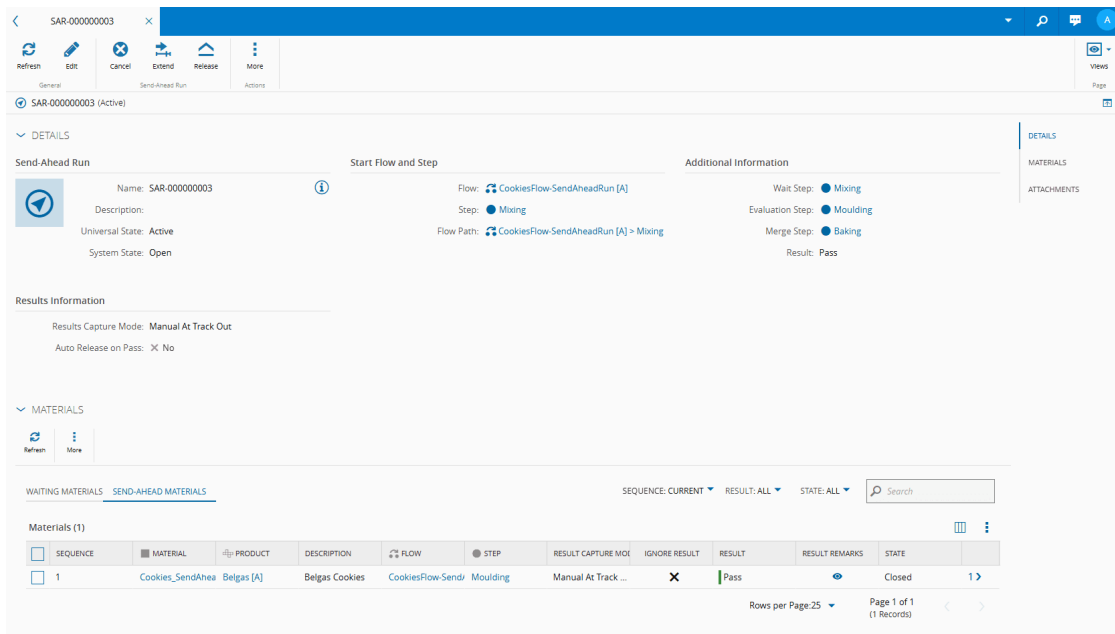 SAR-000000003
A
Refresh Edit Cancel Extend Release More Views
General Send-Ahead Run Actions Page
SAR-000000003 (Active)
DETAILS
Send-Ahead Run
Name: SAR-000000003
Description:
Universal State: Active
System State: Open
Start Flow and Step
Flow: CookiesFlow-SendAheadRun [A]
Step: Mixing
Flow Path: CookiesFlow-SendAheadRun [A] > Mixing
Additional Information
Wait Step: Mixing
Evaluation Step: Moulding
Merge Step: Baking
Result: Pass
DETAILS
MATERIALS
ATTACHMENTS
Results Information
Results Capture Mode: Manual At Track Out
Auto Release on Pass: No
MATERIALS
Refresh More
WAITING MATERIALS SEND-AHEAD MATERIALS SEQUENCE: CURRENT RESULT: ALL STATE: ALL Search
Materials (1)
SEQUENCE MATERIAL PRODUCT DESCRIPTION FLOW STEP RESULT CAPTURE MOD IGNORE RESULT RESULT RESULT REMARKS STATE
1 Cookies_SendAhea Belgas [A] Belgas Cookies CookiesFlow-Send/ Moulding Manual At Track ... Pass Closed 1
Rows per Page:25 Page 1 of 1
(1 Records)